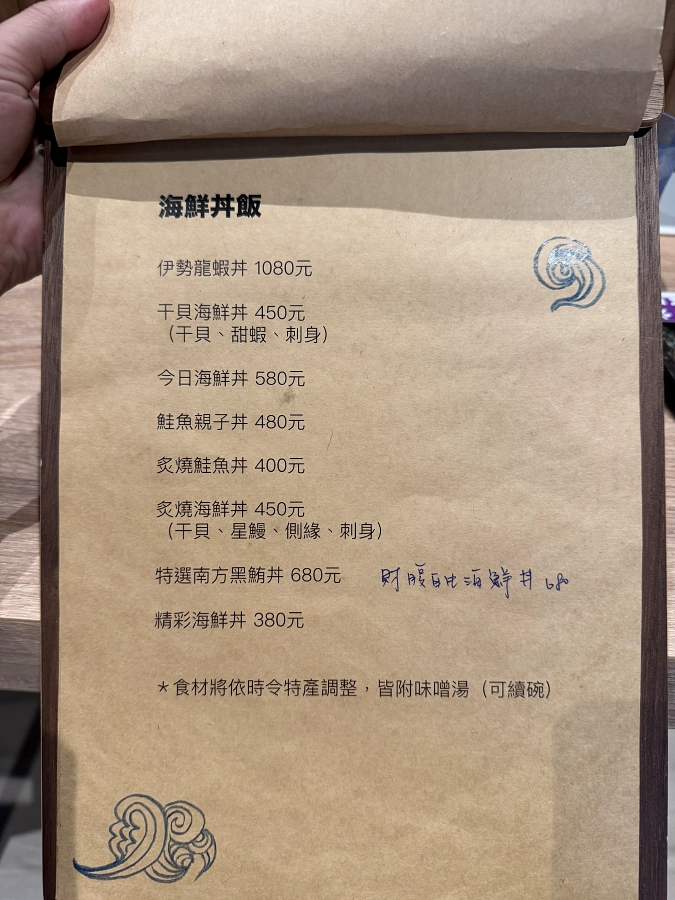 海鮮丼飯
伊勢龍蝦丼 1080元
干貝海鮮丼 450元
（干貝、甜蝦、刺身）
今日海鮮丼 580元
鮭魚親子丼 480元
炙燒鮭魚丼 400元
炙燒海鮮丼 450元
（干貝、星鰻、側緣、刺身）
特選南方黑鮪丼 680元 海鮮丼 680
精彩海鮮丼 380元
＊食材將依時令特產調整，皆附味噌湯（可續碗）